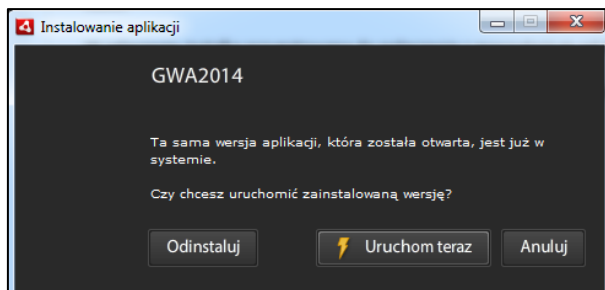 Instalowanie aplikacji
GWA2014
Ta sama wersja aplikacji, która została otwarta, jest już w
systemie.
Czy chcesz uruchomić zainstalowaną wersję?
Odinstaluj
Uruchom teraz
Anuluj